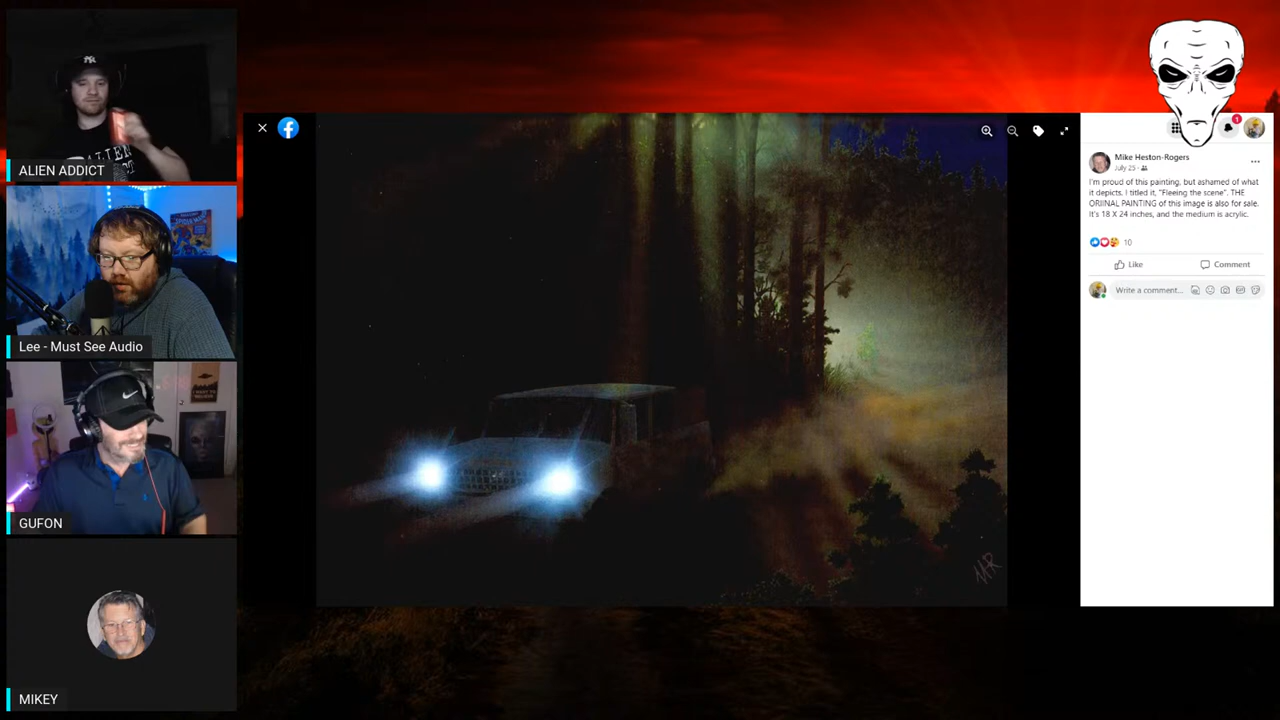 ALIEN ADDICT
Lee - Must See Audio
GUFON
MIKEY
Mike Heston-Rogers
July 25 ·
I'm proud of this painting, but ashamed of what
it depicts. I titled it, "Fleeing the scene". THE
ORIINAL PAINTING of this image is also for sale.
It's 18 X 24 inches, and the medium is acrylic.
10
Like
Comment
Write a comment...
1